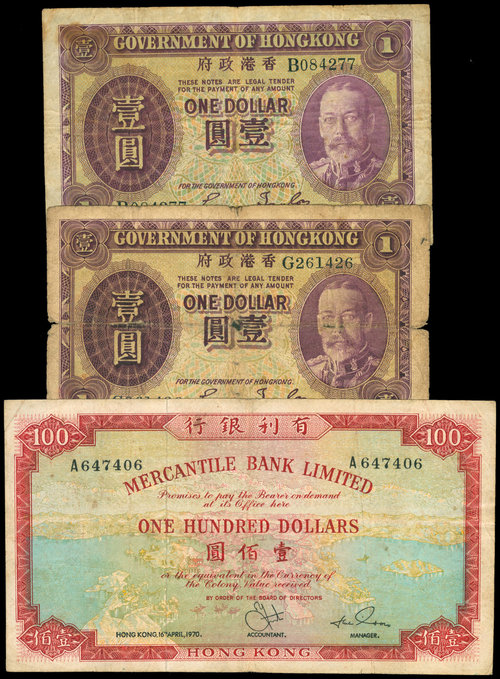 壹 GOVERNMENT OF HONGKONG 1
府政港香 B084277
THESE NOTES ARE LEGAL TENDER
FOR THE PAYMENT OF ANY AMOUNT
ONE DOLLAR
壹圓
圓壹
FOR THE GOVERNMENT OF HONGKONG.
1 B084277
壹 GOVERNMENT OF HONGKONG 1
府政港香 G261426
THESE NOTES ARE LEGAL TENDER
FOR THE PAYMENT OF ANY AMOUNT
ONE DOLLAR
壹圓
圓壹
FOR THE GOVERNMENT OF HONGKONG.
1
100 行銀利有 100
A647406 A647406
MERCANTILE BANK LIMITED
Promises to pay the Bearer on demand
at its Office here
ONE HUNDRED DOLLARS
圓佰壹
or the equivalent in the Currency of
the Colony, Value received.
BY ORDER OF THE BOARD OF DIRECTORS
HONG KONG, 16TH APRIL, 1970. ACCOUNTANT. MANAGER.
佰壹 HONG KONG 佰壹